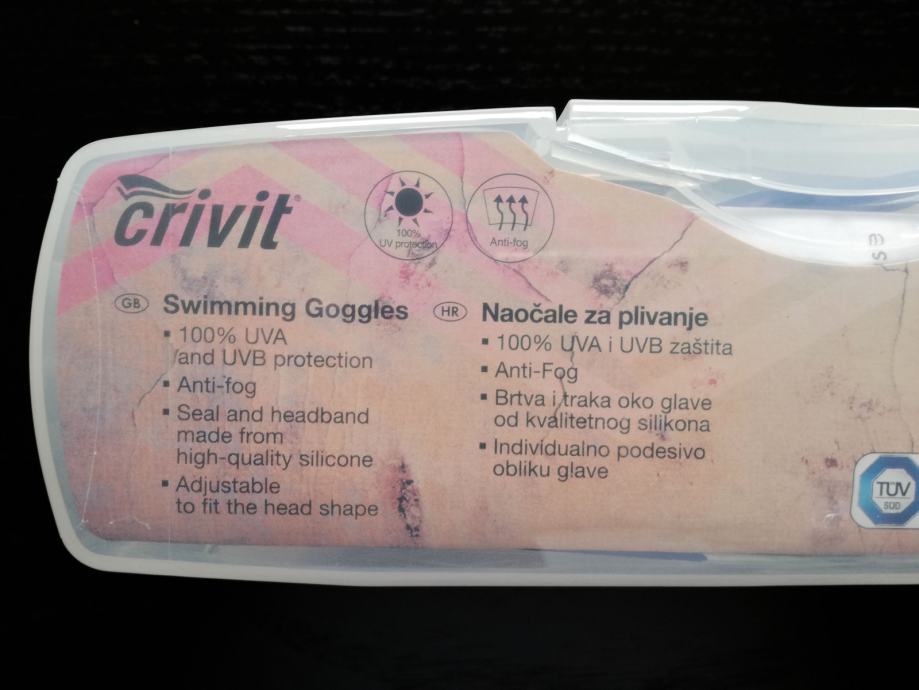 crivit
100%
UV protection
Anti-fog
GB Swimming Goggles
▪ 100% UVA
and UVB protection
▪ Anti-fog
▪ Seal and headband
made from
high-quality silicone
▪ Adjustable
to fit the head shape
HR Naočale za plivanje
▪ 100% UVA i UVB zaštita
▪ Anti-Fog
▪ Brtva i traka oko glave
od kvalitetnog silikona
▪ Individualno podesivo
obliku glave
TÜV
SÜD